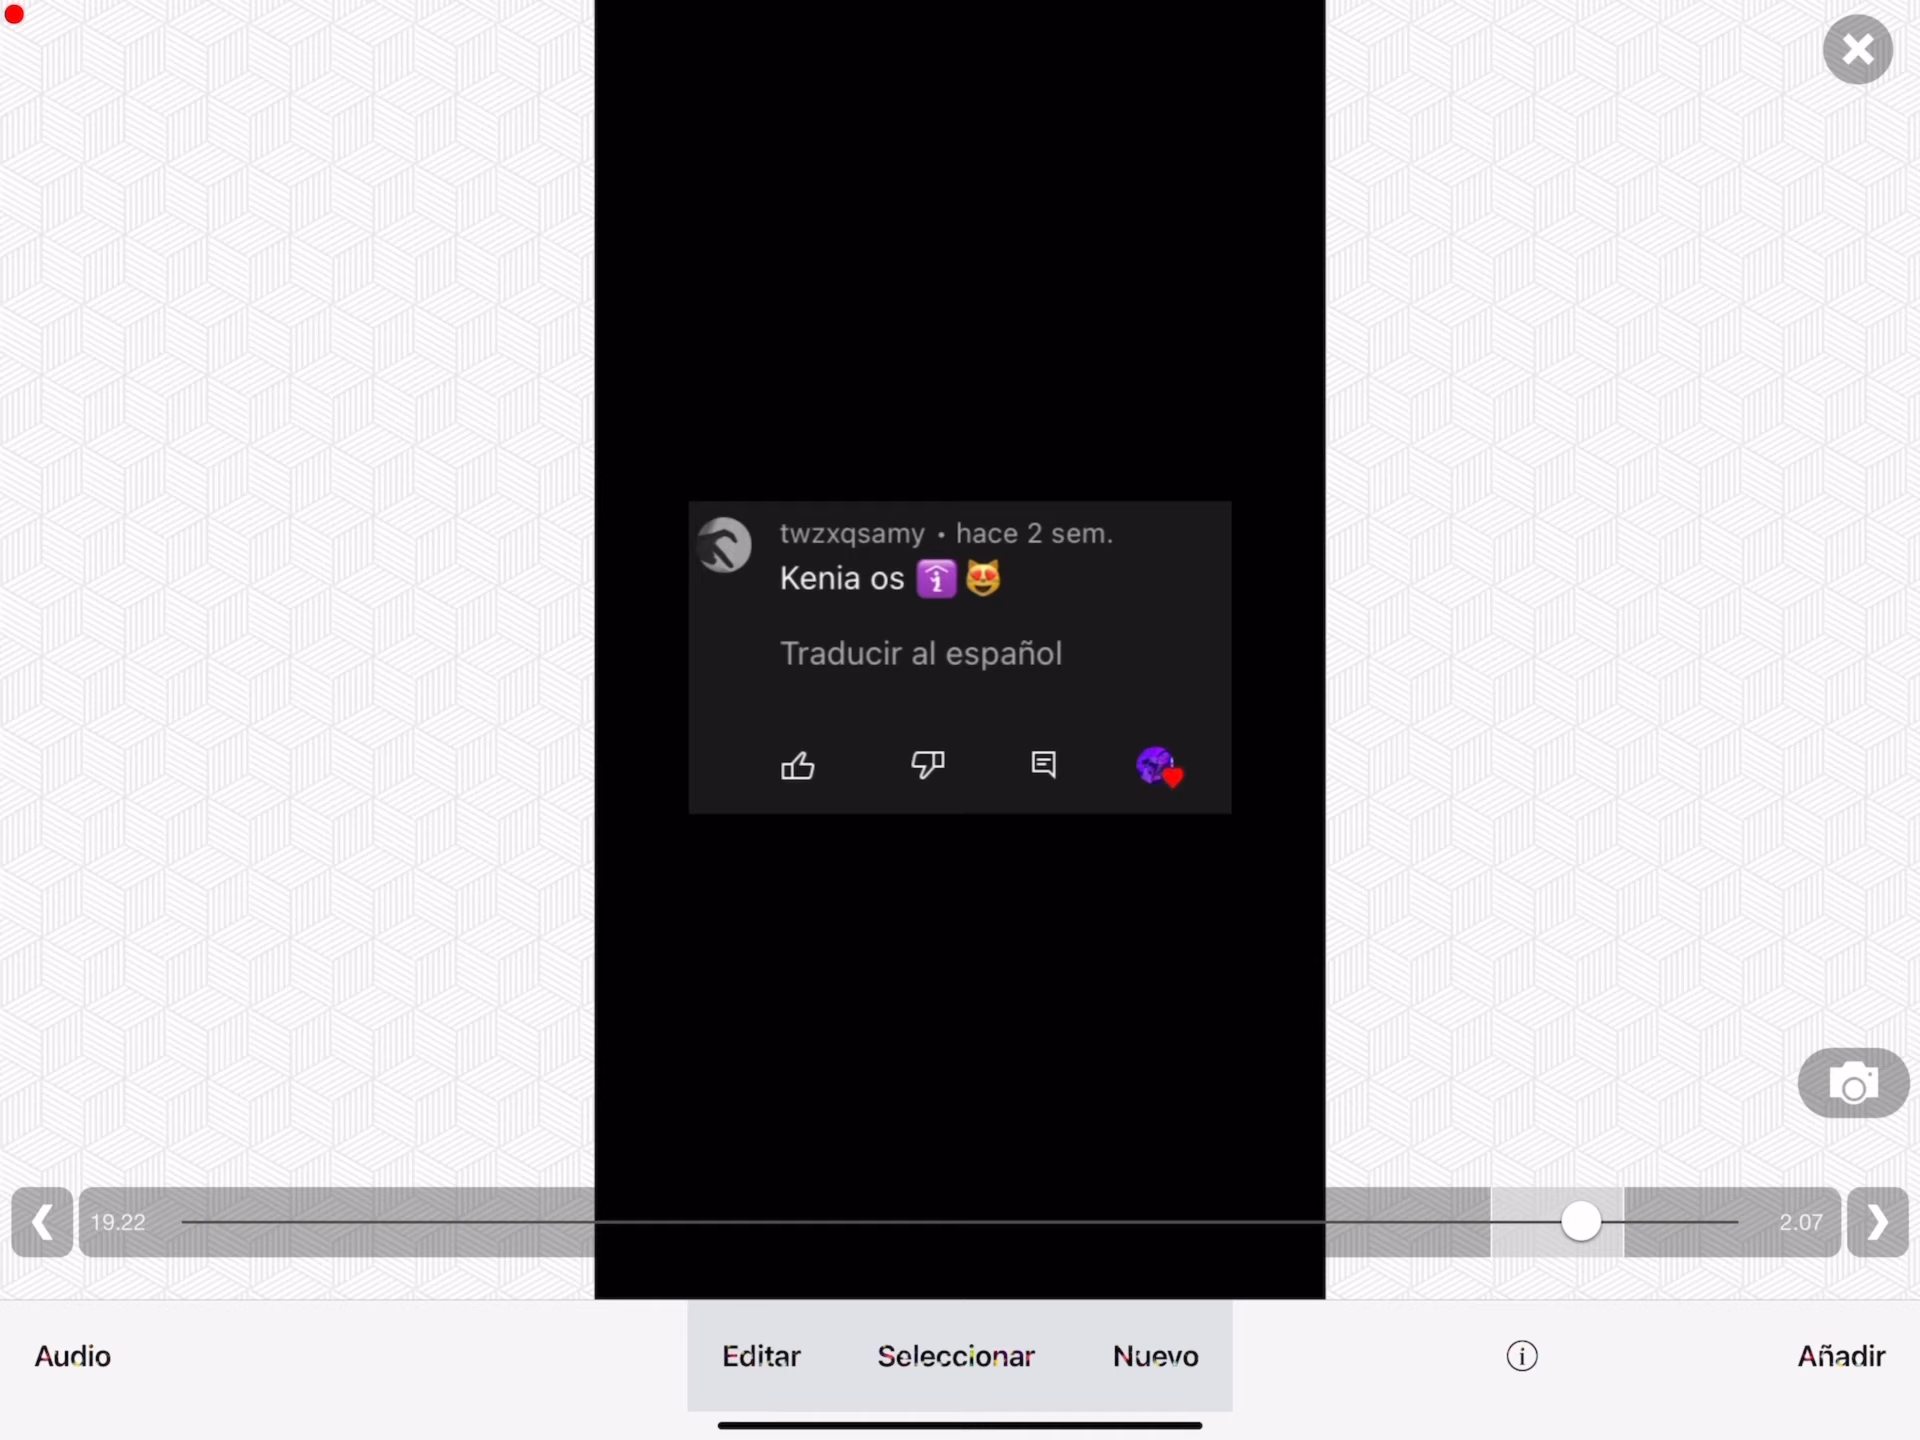 twzxqsamy • hace 2 sem.
Kenia os 🛐😻
Traducir al español
19.22
2.07
Audio
Editar
Seleccionar
Nuevo
Añadir